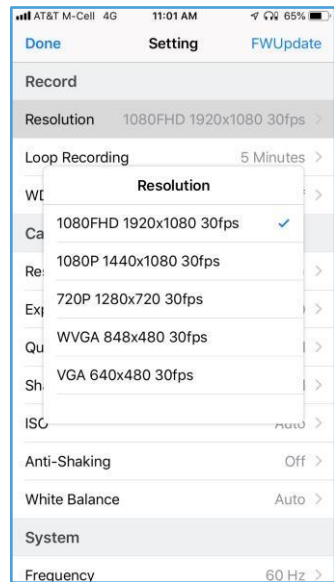 AT&T M-Cell 4G 11:01 AM 65%
Done Setting FWUpdate
Record
Resolution 1080FHD 1920x1080 30fps >
Loop Recording 5 Minutes >
Resolution
1080FHD 1920x1080 30fps ✓
1080P 1440x1080 30fps
720P 1280x720 30fps
WVGA 848x480 30fps
VGA 640x480 30fps
ISO Auto >
Anti-Shaking Off >
White Balance Auto >
System
Frequency 60 Hz >